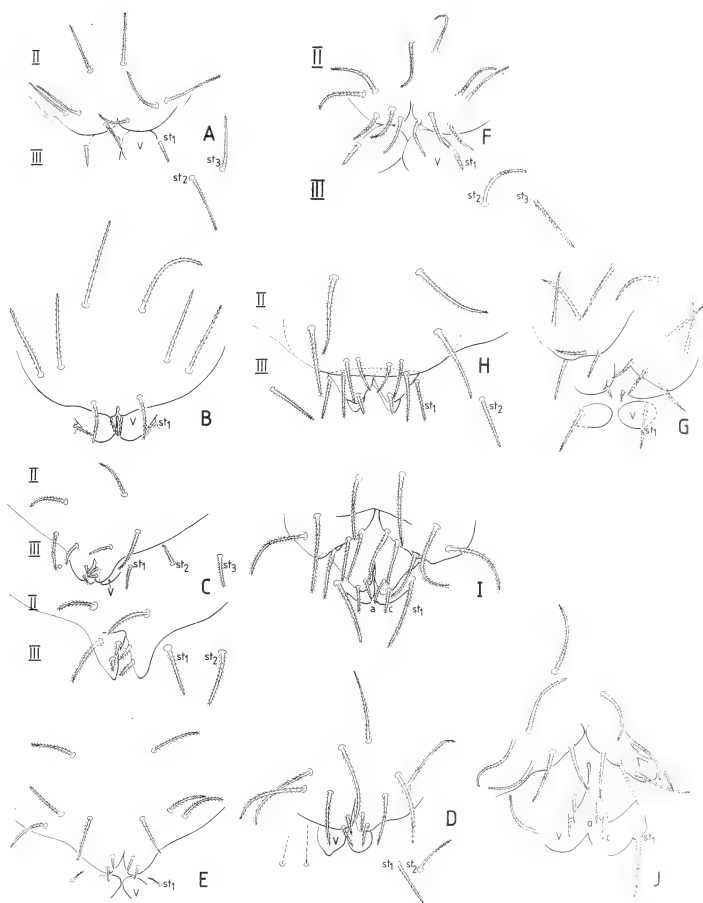 II
A
V
st1
st3
III
st2
II
F
V
st1
III
st2
st3
B
V
st1
II
III
H
st1
st2
G
V
st1
II
III
C
V
st1
st2
st3
II
III
st1
st2
I
a
c
st1
E
V
st1
D
V
st1
st2
J
V
a
c
st1